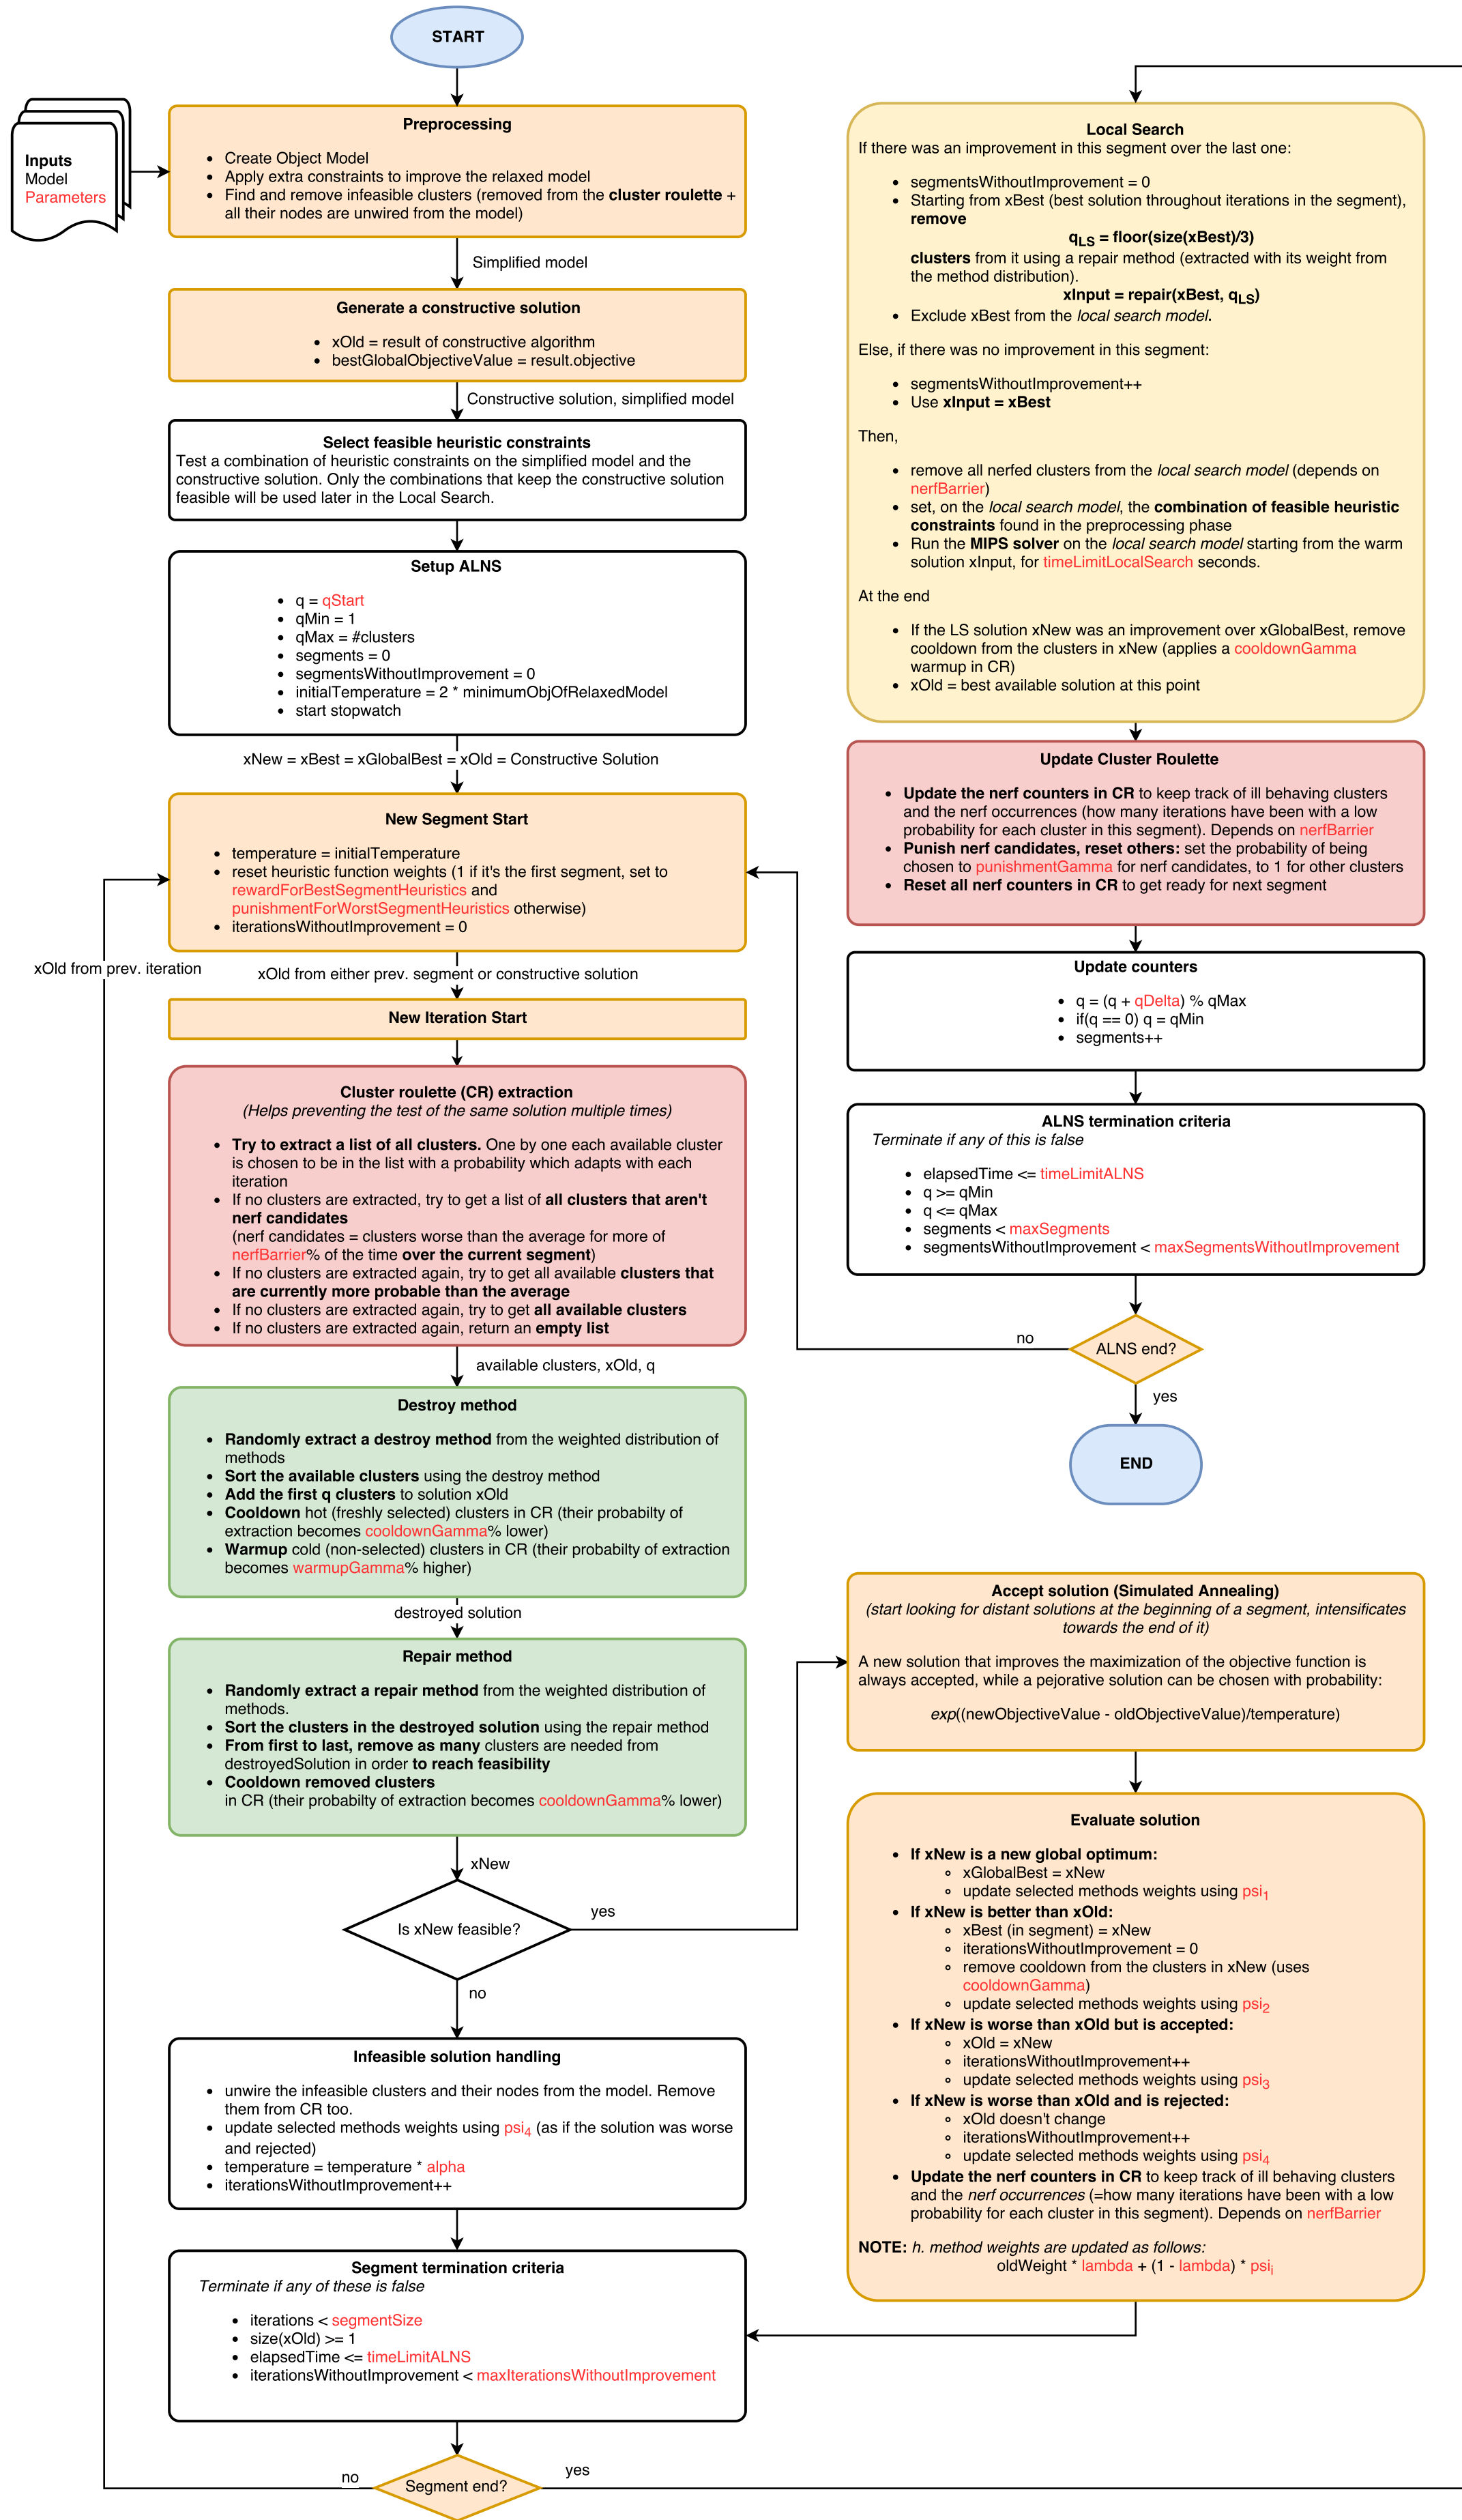 START
Inputs
Model
Parameters
Preprocessing
• Create Object Model
• Apply extra constraints to improve the relaxed model
• Find and remove infeasible clusters (removed from the cluster roulette +
all their nodes are unwired from the model)
Simplified model
Generate a constructive solution
• xOld = result of constructive algorithm
• bestGlobalObjectiveValue = result.objective
Constructive solution, simplified model
Select feasible heuristic constraints
Test a combination of heuristic constraints on the simplified model and the
constructive solution. Only the combinations that keep the constructive solution
feasible will be used later in the Local Search.
Setup ALNS
• q = qStart
• qMin = 1
• qMax = #clusters
• segments = 0
• segmentsWithoutImprovement = 0
• initialTemperature = 2 * minimumObjOfRelaxedModel
• start stopwatch
xNew = xBest = xGlobalBest = xOld = Constructive Solution
New Segment Start
• temperature = initialTemperature
• reset heuristic function weights (1 if it's the first segment, set to
rewardForBestSegmentHeuristics and
punishmentForWorstSegmentHeuristics otherwise)
• iterationsWithoutImprovement = 0
xOld from prev. iteration
xOld from either prev. segment or constructive solution
New Iteration Start
Cluster roulette (CR) extraction
(Helps preventing the test of the same solution multiple times)
• Try to extract a list of all clusters. One by one each available cluster
is chosen to be in the list with a probability which adapts with each
iteration
• If no clusters are extracted, try to get a list of all clusters that aren't
nerf candidates
(nerf candidates = clusters worse than the average for more of
nerfBarrier% of the time over the current segment)
• If no clusters are extracted again, try to get all available clusters that
are currently more probable than the average
• If no clusters are extracted again, try to get all available clusters
• If no clusters are extracted again, return an empty list
available clusters, xOld, q
Destroy method
• Randomly extract a destroy method from the weighted distribution of
methods
• Sort the available clusters using the destroy method
• Add the first q clusters to solution xOld
• Cooldown hot (freshly selected) clusters in CR (their probabilty of
extraction becomes cooldownGamma% lower)
• Warmup cold (non-selected) clusters in CR (their probabilty of extraction
becomes warmupGamma% higher)
destroyed solution
Repair method
• Randomly extract a repair method from the weighted distribution of
methods.
• Sort the clusters in the destroyed solution using the repair method
• From first to last, remove as many clusters are needed from
destroyedSolution in order to reach feasibility
• Cooldown removed clusters
in CR (their probabilty of extraction becomes cooldownGamma% lower)
xNew
Is xNew feasible?
yes
no
Infeasible solution handling
• unwire the infeasible clusters and their nodes from the model. Remove
them from CR too.
• update selected methods weights using psi4 (as if the solution was worse
and rejected)
• temperature = temperature * alpha
• iterationsWithoutImprovement++
Segment termination criteria
Terminate if any of these is false
• iterations < segmentSize
• size(xOld) >= 1
• elapsedTime <= timeLimitALNS
• iterationsWithoutImprovement < maxIterationsWithoutImprovement
Segment end?
no
yes
Local Search
If there was an improvement in this segment over the last one:
• segmentsWithoutImprovement = 0
• Starting from xBest (best solution throughout iterations in the segment),
remove
qLS = floor(size(xBest)/3)
clusters from it using a repair method (extracted with its weight from
the method distribution).
xInput = repair(xBest, qLS)
• Exclude xBest from the local search model.
Else, if there was no improvement in this segment:
• segmentsWithoutImprovement++
• Use xInput = xBest
Then,
• remove all nerfed clusters from the local search model (depends on
nerfBarrier)
• set, on the local search model, the combination of feasible heuristic
constraints found in the preprocessing phase
• Run the MIPS solver on the local search model starting from the warm
solution xInput, for timeLimitLocalSearch seconds.
At the end
• If the LS solution xNew was an improvement over xGlobalBest, remove
cooldown from the clusters in xNew (applies a cooldownGamma
warmup in CR)
• xOld = best available solution at this point
Update Cluster Roulette
• Update the nerf counters in CR to keep track of ill behaving clusters
and the nerf occurrences (how many iterations have been with a low
probability for each cluster in this segment). Depends on nerfBarrier
• Punish nerf candidates, reset others: set the probability of being
chosen to punishmentGamma for nerf candidates, to 1 for other clusters
• Reset all nerf counters in CR to get ready for next segment
Update counters
• q = (q + qDelta) % qMax
• if(q == 0) q = qMin
• segments++
ALNS termination criteria
Terminate if any of this is false
• elapsedTime <= timeLimitALNS
• q >= qMin
• q <= qMax
• segments < maxSegments
• segmentsWithoutImprovement < maxSegmentsWithoutImprovement
ALNS end?
no
yes
END
Accept solution (Simulated Annealing)
(start looking for distant solutions at the beginning of a segment, intensificates
towards the end of it)
A new solution that improves the maximization of the objective function is
always accepted, while a pejorative solution can be chosen with probability:
exp((newObjectiveValue - oldObjectiveValue)/temperature)
Evaluate solution
• If xNew is a new global optimum:
◦ xGlobalBest = xNew
◦ update selected methods weights using psi1
• If xNew is better than xOld:
◦ xBest (in segment) = xNew
◦ iterationsWithoutImprovement = 0
◦ remove cooldown from the clusters in xNew (uses
cooldownGamma)
◦ update selected methods weights using psi2
• If xNew is worse than xOld but is accepted:
◦ xOld = xNew
◦ iterationsWithoutImprovement++
◦ update selected methods weights using psi3
• If xNew is worse than xOld and is rejected:
◦ xOld doesn't change
◦ iterationsWithoutImprovement++
◦ update selected methods weights using psi4
• Update the nerf counters in CR to keep track of ill behaving clusters
and the nerf occurrences (=how many iterations have been with a low
probability for each cluster in this segment). Depends on nerfBarrier
NOTE: h. method weights are updated as follows:
oldWeight * lambda + (1 - lambda) * psii